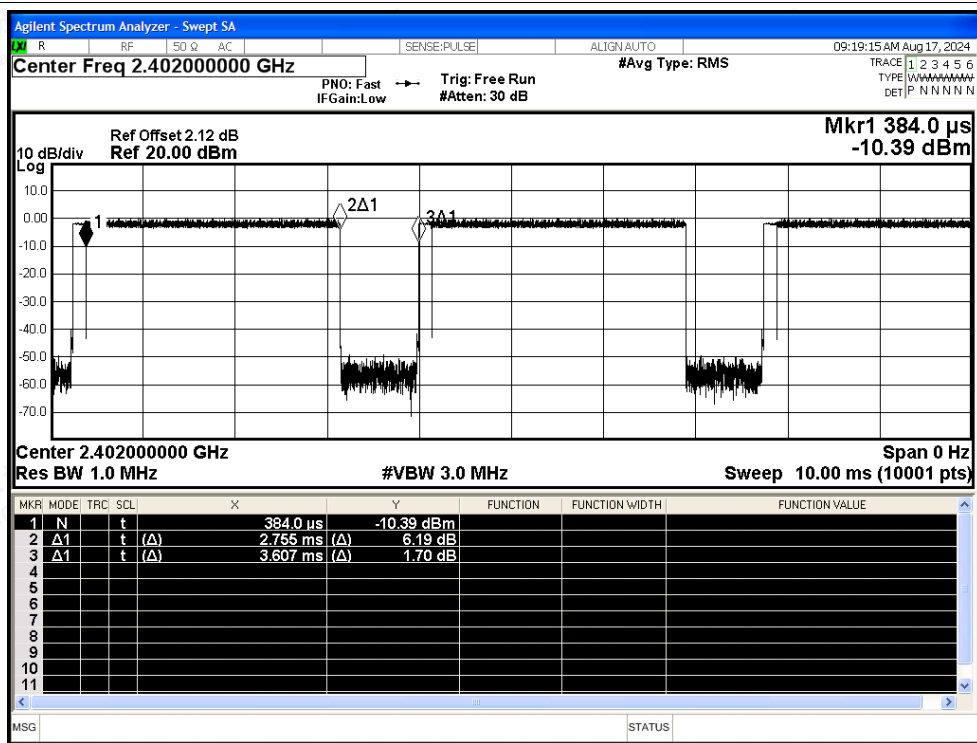 Agilent Spectrum Analyzer - Swept SA
LXI R RF 50 Ω AC SENSE:PULSE ALIGN AUTO 09:19:15 AM Aug 17, 2024
Center Freq 2.402000000 GHz #Avg Type: RMS TRACE 1 2 3 4 5 6
PNO: Fast Trig: Free Run TYPE W
IFGain:Low #Atten: 30 dB DET P N N N N N
Mkr1 384.0 µs
Ref Offset 2.12 dB
10 dB/div Ref 20.00 dBm -10.39 dBm
Log
10.0
2Δ1
0.00 1 3Δ1
-10.0
-20.0
-30.0
-40.0
-50.0
-60.0
-70.0
Center 2.402000000 GHz Span 0 Hz
Res BW 1.0 MHz #VBW 3.0 MHz Sweep 10.00 ms (10001 pts)
MKR MODE TRC SCL X Y FUNCTION FUNCTION WIDTH FUNCTION VALUE
1 N t 384.0 µs -10.39 dBm
2 Δ1 t (Δ) 2.755 ms (Δ) 6.19 dB
3 Δ1 t (Δ) 3.607 ms (Δ) 1.70 dB
4
5
6
7
8
9
10
11
MSG STATUS